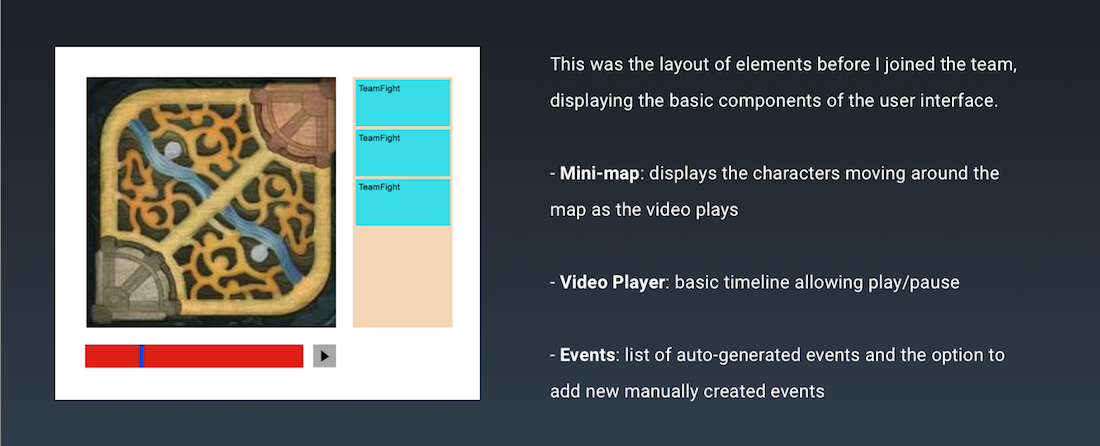 TeamFight
TeamFight
TeamFight
This was the layout of elements before I joined the team,
displaying the basic components of the user interface.
- Mini-map: displays the characters moving around the
map as the video plays
- Video Player: basic timeline allowing play/pause
- Events: list of auto-generated events and the option to
add new manually created events